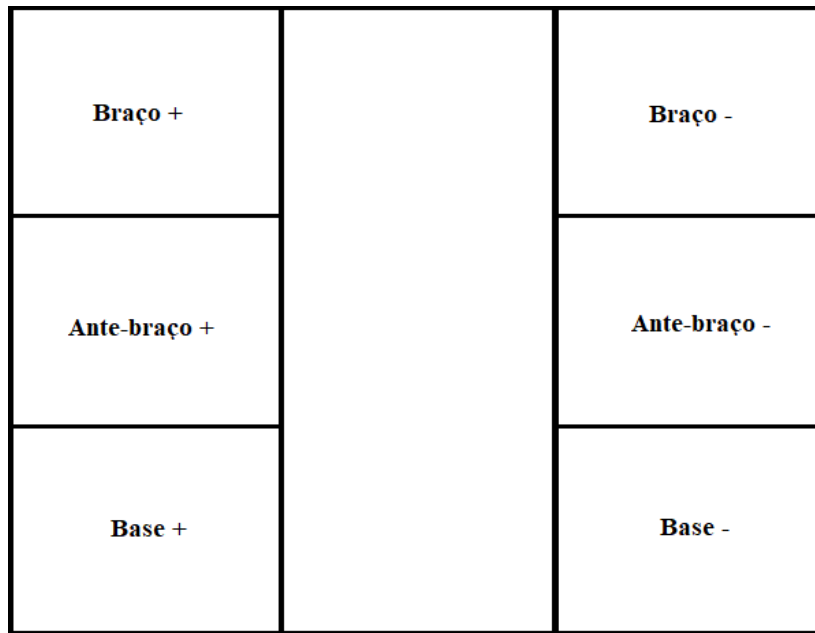 Braço +
Braço -
Ante-braço +
Ante-braço -
Base +
Base -